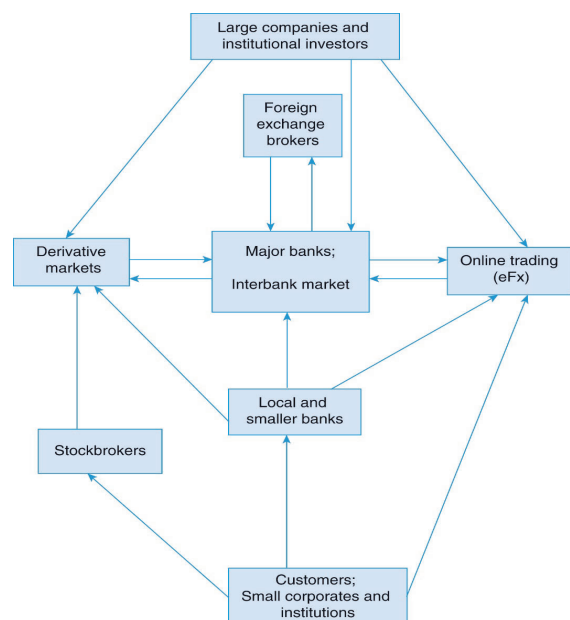 Large companies and
institutional investors
Foreign
exchange
brokers
Derivative
markets
Major banks;
Interbank market
Online trading
(eFx)
Local and
smaller banks
Stockbrokers
Customers;
Small corporates and
institutions